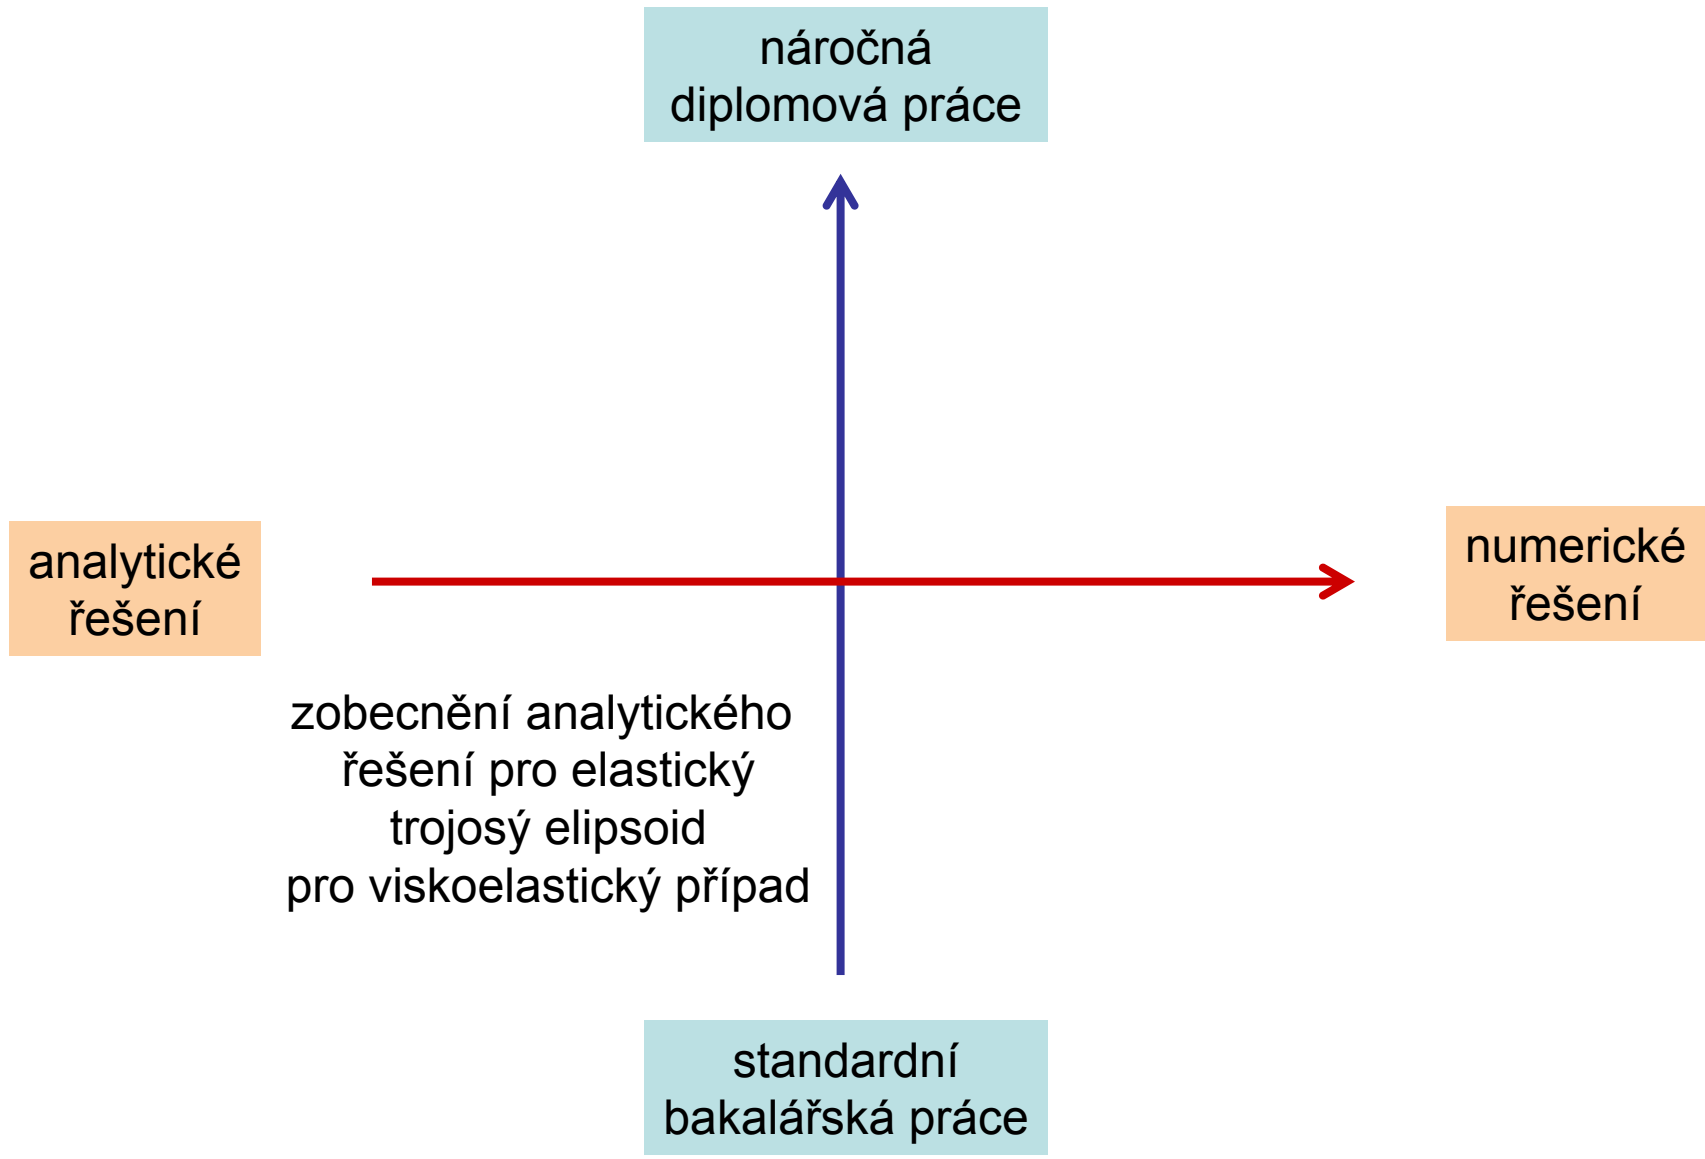 náročná
diplomová práce
analytické
řešení
numerické
řešení
zobecnění analytického
řešení pro elastický
trojosý elipsoid
pro viskoelastický případ
standardní
bakalářská práce